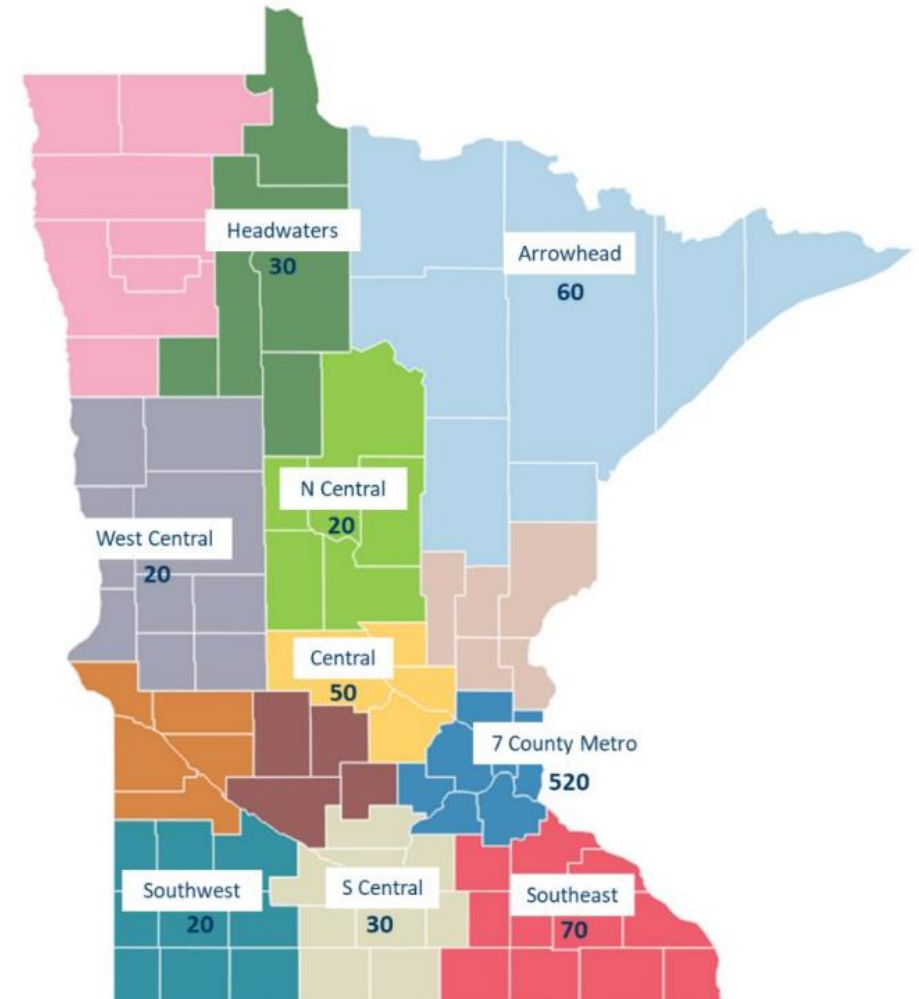 Headwaters
30
Arrowhead
60
N Central
20
West Central
20
Central
50
7 County Metro
520
Southwest
20
S Central
30
Southeast
70